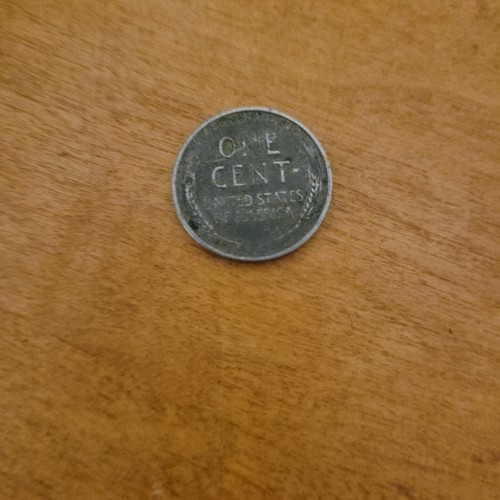 ONE
CENT
UNITED STATES
OF AMERICA